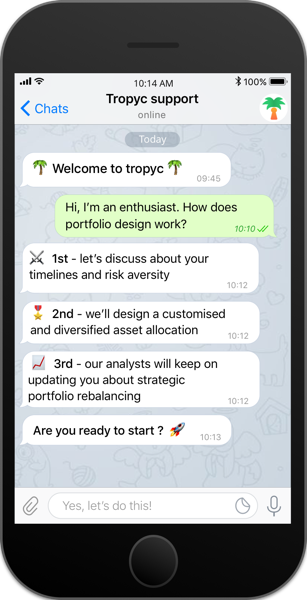 10:14 AM
100%
Chats
Tropyc support
online
Today
🌴 Welcome to tropyc 🌴
09:45
Hi, I'm an enthusiast. How does
portfolio design work?
10:10
⚔️ 1st - let's discuss about your
timelines and risk aversity
10:12
🎖️ 2nd - we'll design a customised
and diversified asset allocation
10:12
📈 3rd - our analysts will keep on
updating you about strategic
portfolio rebalancing
10:12
Are you ready to start ? 🚀
10:13
Yes, let's do this!